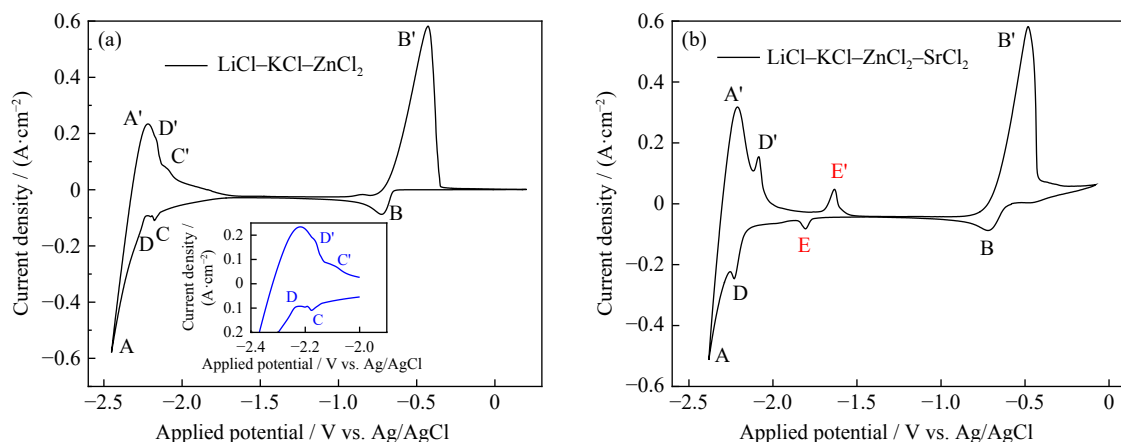 (a)
LiCl–KCl–ZnCl₂
A'
D'
C'
B'
D
C
B
A
0.6
0.4
0.2
0
−0.2
−0.4
−0.6
−2.5
−2.0
−1.5
−1.0
−0.5
0
Current density / (A·cm⁻²)
Applied potential / V vs. Ag/AgCl
0.2
0.1
0
0.1
0.2
−2.4
−2.2
−2.0
D'
C'
D
C
Current density /
(A·cm⁻²)
Applied potential / V vs. Ag/AgCl
(b)
LiCl–KCl–ZnCl₂–SrCl₂
A'
D'
E'
B'
E
B
D
A
0.6
0.4
0.2
0
−0.2
−0.4
−0.6
−2.5
−2.0
−1.5
−1.0
−0.5
0
Current density / (A·cm⁻²)
Applied potential / V vs. Ag/AgCl